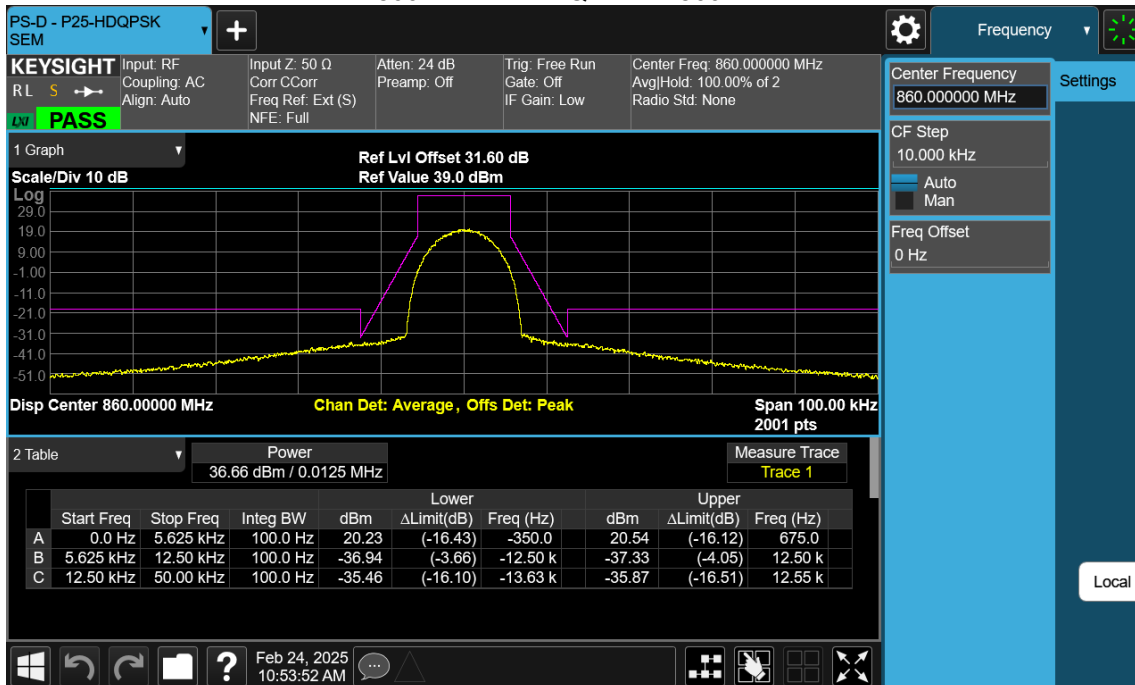 PS-D - P25-HDQPSK
SEM
+
Frequency
KEYSIGHT
RL S
LXI PASS
Input: RF
Coupling: AC
Align: Auto
Input Z: 50 Ω
Corr CCorr
Freq Ref: Ext (S)
NFE: Full
Atten: 24 dB
Preamp: Off
Trig: Free Run
Gate: Off
IF Gain: Low
Center Freq: 860.000000 MHz
Avg|Hold: 100.00% of 2
Radio Std: None
Center Frequency
860.000000 MHz
Settings
CF Step
10.000 kHz
Auto
Man
Freq Offset
0 Hz
1 Graph
Scale/Div 10 dB
Ref Lvl Offset 31.60 dB
Ref Value 39.0 dBm
Log
29.0
19.0
9.00
-1.00
-11.0
-21.0
-31.0
-41.0
-51.0
Disp Center 860.00000 MHz Chan Det: Average , Offs Det: Peak Span 100.00 kHz
2001 pts
2 Table
Power
36.66 dBm / 0.0125 MHz
Measure Trace
Trace 1
Lower Upper
Start Freq Stop Freq Integ BW dBm ΔLimit(dB) Freq (Hz) dBm ΔLimit(dB) Freq (Hz)
A 0.0 Hz 5.625 kHz 100.0 Hz 20.23 (-16.43) -350.0 20.54 (-16.12) 675.0
B 5.625 kHz 12.50 kHz 100.0 Hz -36.94 (-3.66) -12.50 k -37.33 (-4.05) 12.50 k
C 12.50 kHz 50.00 kHz 100.0 Hz -35.46 (-16.10) -13.63 k -35.87 (-16.51) 12.55 k
Local
?
Feb 24, 2025
10:53:52 AM